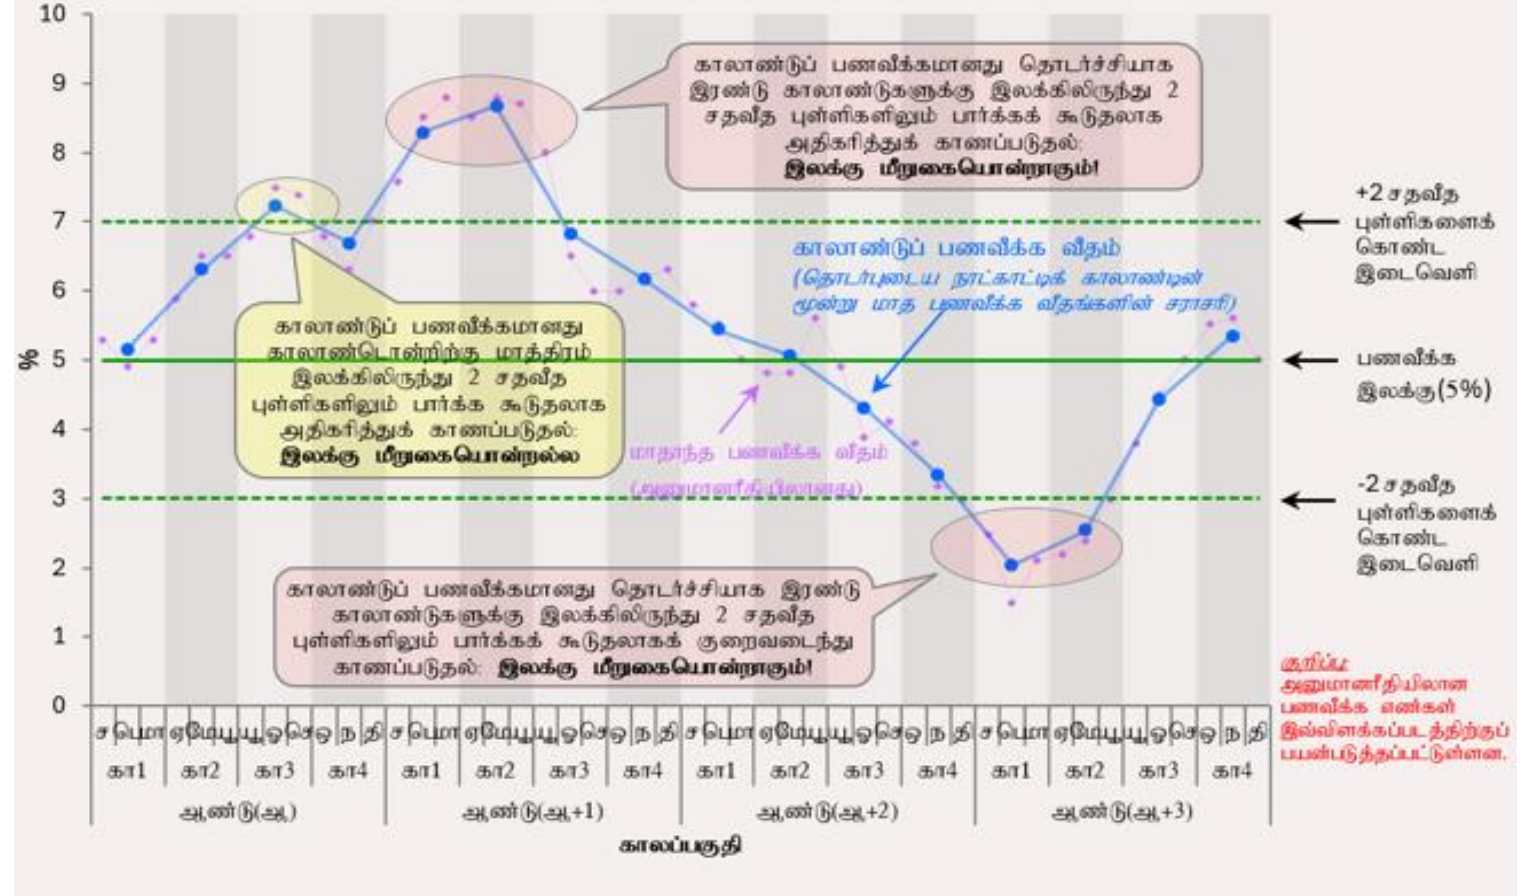 10
9
8
7
6
5
4
3
2
1
0
%
காலாண்டுப் பணவீக்கமானது தொடர்ச்சியாக
இரண்டு காலாண்டுகளுக்கு இலக்கிலிருந்து 2
சதவீத புள்ளிகளிலும் பார்க்கக் கூடுதலாக
அதிகரித்துக் காணப்படுதல்:
இலக்கு மீறுகையொன்றாகும்!
+2 சதவீத
புள்ளிகளைக்
கொண்ட
இடைவெளி
காலாண்டுப் பணவீக்க வீதம்
(தொடர்புடைய நாட்காட்டிக் காலாண்டின்
மூன்று மாத பணவீக்க வீதங்களின் சராசரி)
காலாண்டுப் பணவீக்கமானது
காலாண்டொன்றிற்கு மாத்திரம்
இலக்கிலிருந்து 2 சதவீத
புள்ளிகளிலும் பார்க்க கூடுதலாக
அதிகரித்துக் காணப்படுதல்:
இலக்கு மீறுகையொன்றல்ல
பணவீக்க
இலக்கு(5%)
மாதாந்த பணவீக்க வீதம்
(அனுமானரீதியிலானது)
-2 சதவீத
புள்ளிகளைக்
கொண்ட
இடைவெளி
காலாண்டுப் பணவீக்கமானது தொடர்ச்சியாக இரண்டு
காலாண்டுகளுக்கு இலக்கிலிருந்து 2 சதவீத
புள்ளிகளிலும் பார்க்கக் கூடுதலாகக் குறைவடைந்து
காணப்படுதல்: இலக்கு மீறுகையொன்றாகும்!
குறிப்பு:
அனுமானரீதியிலான
பணவீக்க எண்கள்
இவ்விளக்கப்படத்திற்குப்
பயன்படுத்தப்பட்டுள்ளன.
ச பெ மா ஏ மே யூ யூ ஓ செ ஒ ந தி ச பெ மா ஏ மே யூ யூ ஓ செ ஒ ந தி ச பெ மா ஏ மே யூ யூ ஓ செ ஒ ந தி ச பெ மா ஏ மே யூ யூ ஓ செ ஒ ந தி
கா1 கா2 கா3 கா4 கா1 கா2 கா3 கா4 கா1 கா2 கா3 கா4 கா1 கா2 கா3 கா4
ஆண்டு(ஆ) ஆண்டு(ஆ+1) ஆண்டு(ஆ+2) ஆண்டு(ஆ+3)
காலப்பகுதி